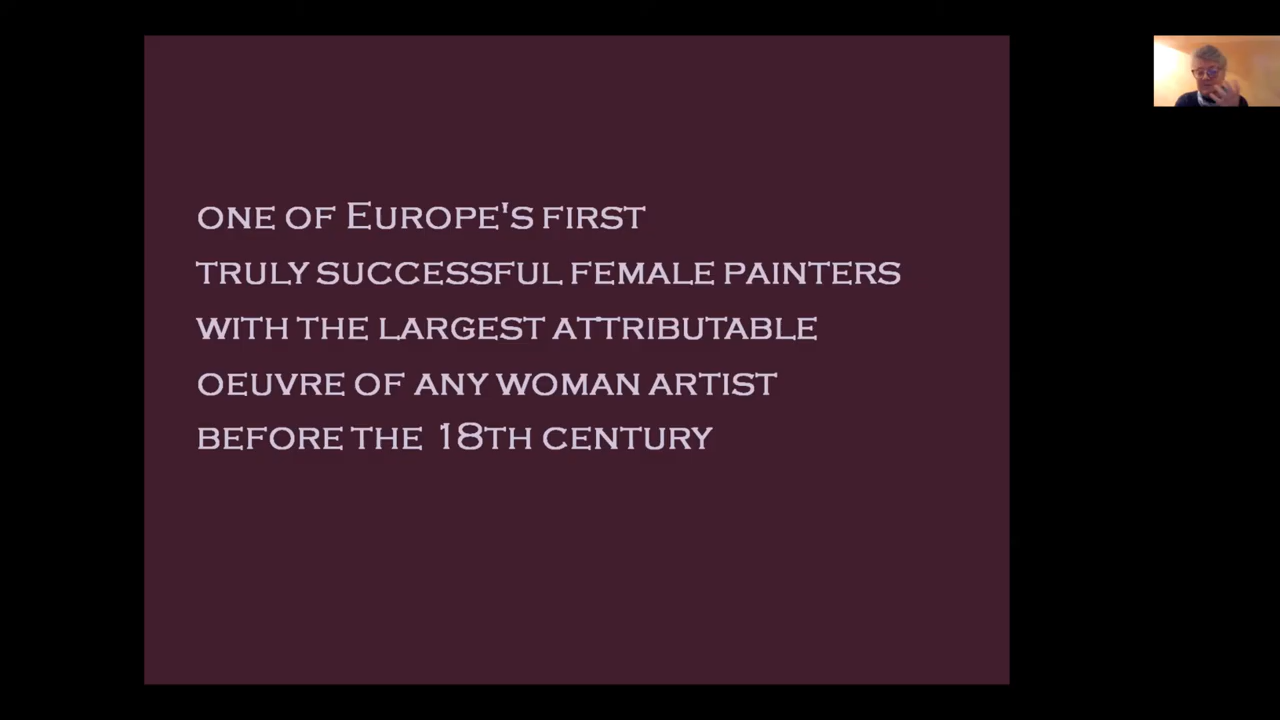 ONE OF EUROPE'S FIRST
TRULY SUCCESSFUL FEMALE PAINTERS
WITH THE LARGEST ATTRIBUTABLE
OEUVRE OF ANY WOMAN ARTIST
BEFORE THE 18TH CENTURY